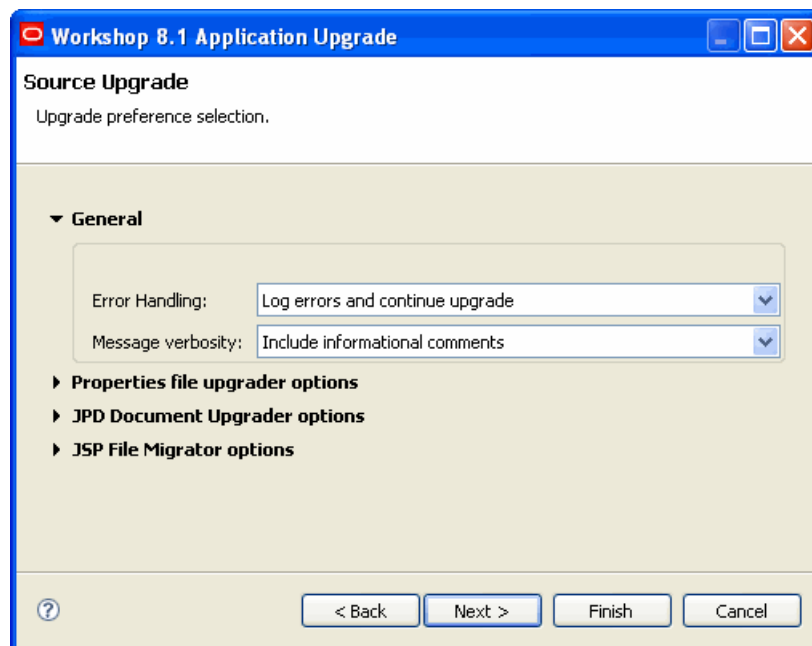 Workshop 8.1 Application Upgrade
Source Upgrade
Upgrade preference selection.
General
Error Handling: Log errors and continue upgrade
Message verbosity: Include informational comments
Properties file upgrader options
JPD Document Upgrader options
JSP File Migrator options
? < Back Next > Finish Cancel